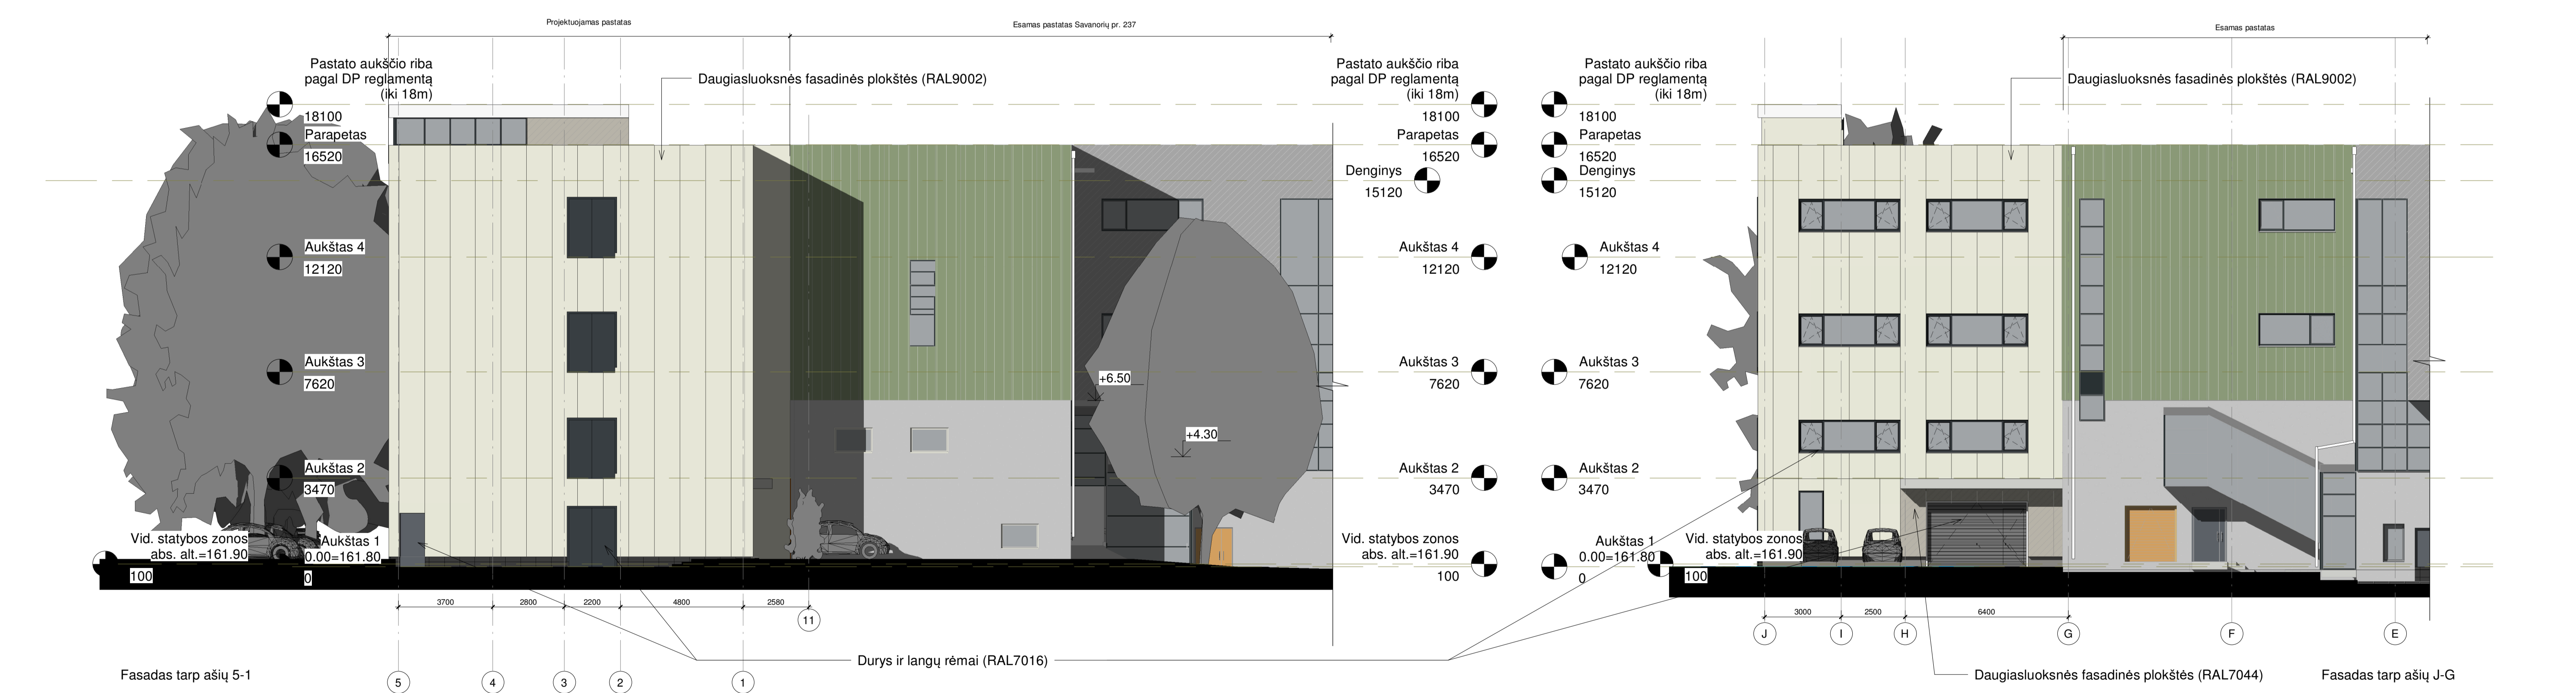 Projektuojamas pastatas
Esamas pastatas Savanorių pr. 237
Esamas pastatas
Pastato aukščio riba
pagal DP reglamentą
(iki 18m)
18100
Parapetas
16520
Aukštas 4
12120
Aukštas 3
7620
Aukštas 2
3470
Vid. statybos zonos
abs. alt.=161.90
100
Aukštas 1
0.00=161.80
0
Daugiasluoksnės fasadinės plokštės (RAL9002)
+6.50
+4.30
Pastato aukščio riba
pagal DP reglamentą
(iki 18m)
18100
Parapetas
16520
Denginys
15120
Aukštas 4
12120
Aukštas 3
7620
Aukštas 2
3470
Vid. statybos zonos
abs. alt.=161.90
100
Pastato aukščio riba
pagal DP reglamentą
(iki 18m)
18100
Parapetas
16520
Denginys
15120
Aukštas 4
12120
Aukštas 3
7620
Aukštas 2
3470
Aukštas 1
0.00=161.80
0
Vid. statybos zonos
abs. alt.=161.90
100
Daugiasluoksnės fasadinės plokštės (RAL9002)
3700 2800 2200 4800 2580
11
3000 2500 6400
J I H G F E
Durys ir langų rėmai (RAL7016)
Fasadas tarp ašių 5-1
5 4 3 2 1
Daugiasluoksnės fasadinės plokštės (RAL7044)
Fasadas tarp ašių J-G